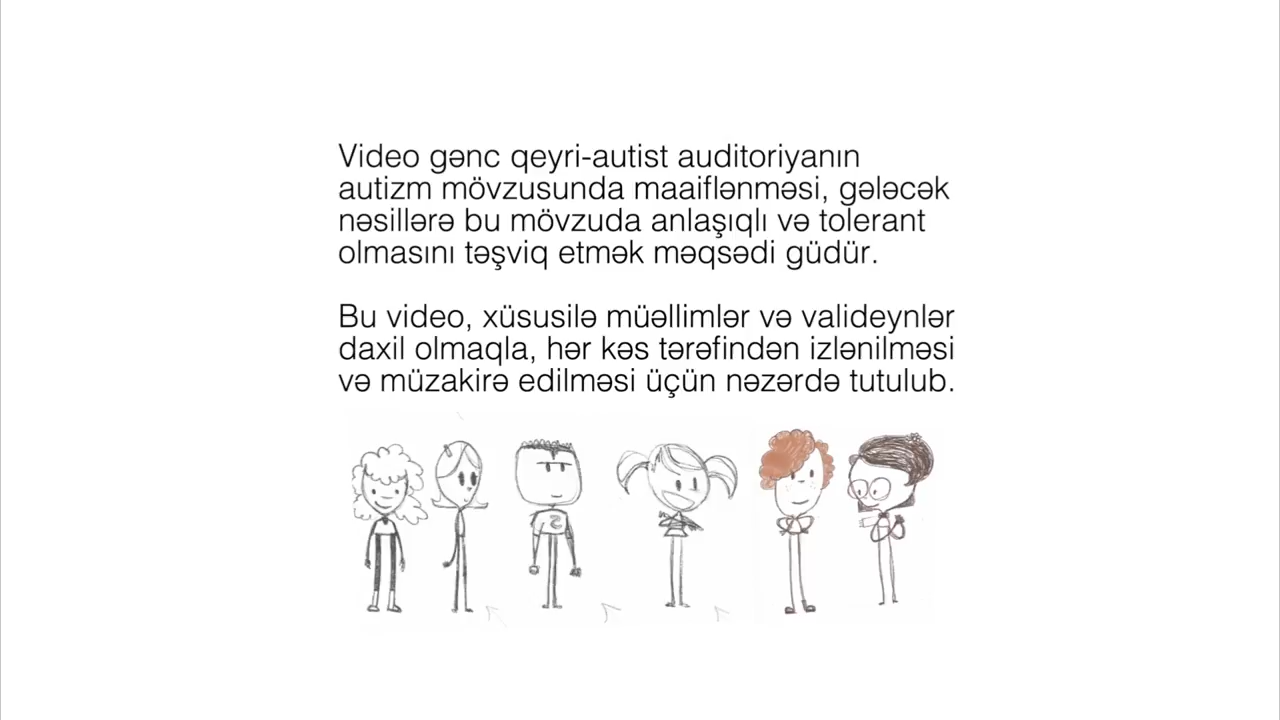 Video gənc qeyri-autist auditoriyanın
autizm mövzusunda maaiflənməsi, gələcək
nəsillərə bu mövzuda anlaşıqlı və tolerant
olmasını təşviq etmək məqsədi güdür.
Bu video, xüsusilə müəllimlər və valideynlər
daxil olmaqla, hər kəs tərəfindən izlənilməsi
və müzakirə edilməsi üçün nəzərdə tutulub.